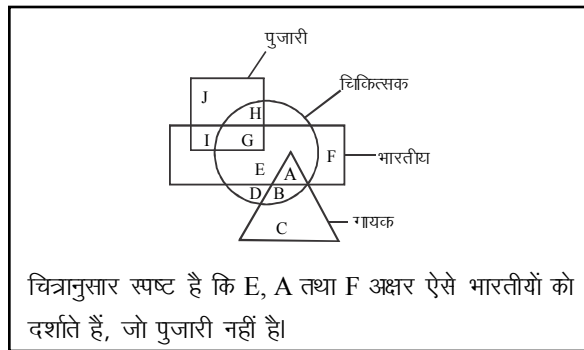 पुजारी
चिकित्सक
J
H
I
G
F
भारतीय
E
A
D
B
गायक
C
चित्रानुसार स्पष्ट है कि E, A तथा F अक्षर ऐसे भारतीयों को
दर्शाते हैं, जो पुजारी नहीं है।